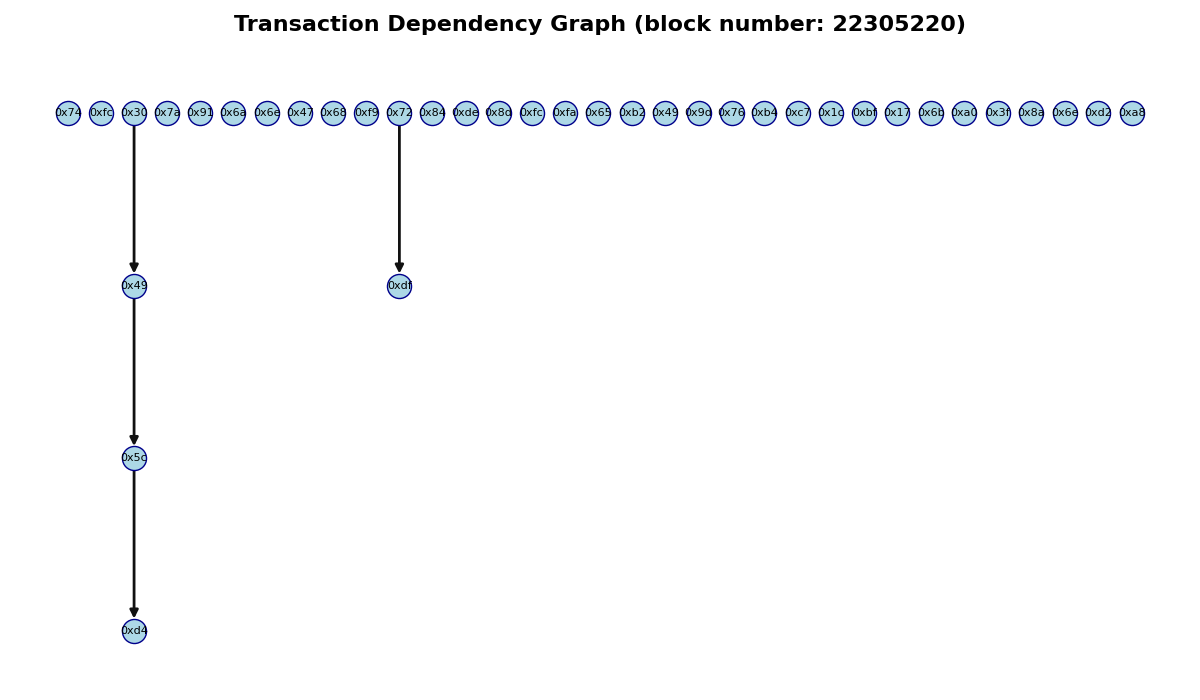 Transaction Dependency Graph (block number: 22305220)
0x74 0xfc 0x30 0x7a 0x91 0x6a 0x6e 0x47 0x68 0xf9 0x72 0x84 0xde 0x8d 0xfc 0xfa 0x65 0xb2 0x49 0x9d 0x76 0xb4 0xc7 0x1c 0xbf 0x17 0x6b 0xa0 0x3f 0x8a 0x6e 0xd2 0xa8
0x49 0xdf
0x5c
0xd4